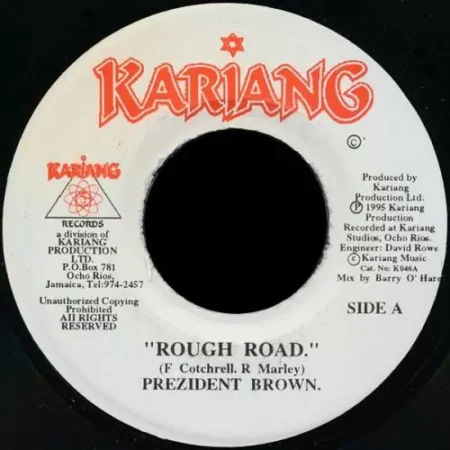 KARIANG
©
KARIANG
RECORDS
a division of
KARIANG
PRODUCTION
LTD.
P.O.Box 781
Ocho Rios,
Jamaica, Tel:974-2457
Unauthorized Copying
Prohibited
All RIGHTS
RESERVED
Produced by
Kariang
Production Ltd.
Ⓟ 1995 Kariang
Production
Recorded at Kariang
Studios, Ocho Rios.
Engineer: David Rowe
© Kariang Music
Cat. No: K046A
Mix by Barry O' Hare
SIDE A
"ROUGH ROAD."
(F Cotchrell. R Marley)
PREZIDENT BROWN.